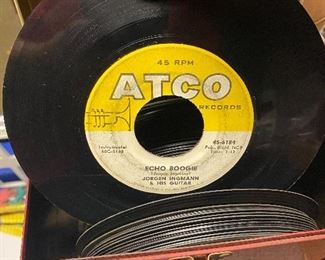 45 RPM
ATCO
RECORDS
Instrumental
45-6184
ECHO BOOGIE
JORGEN INGMANN
& HIS GUITAR